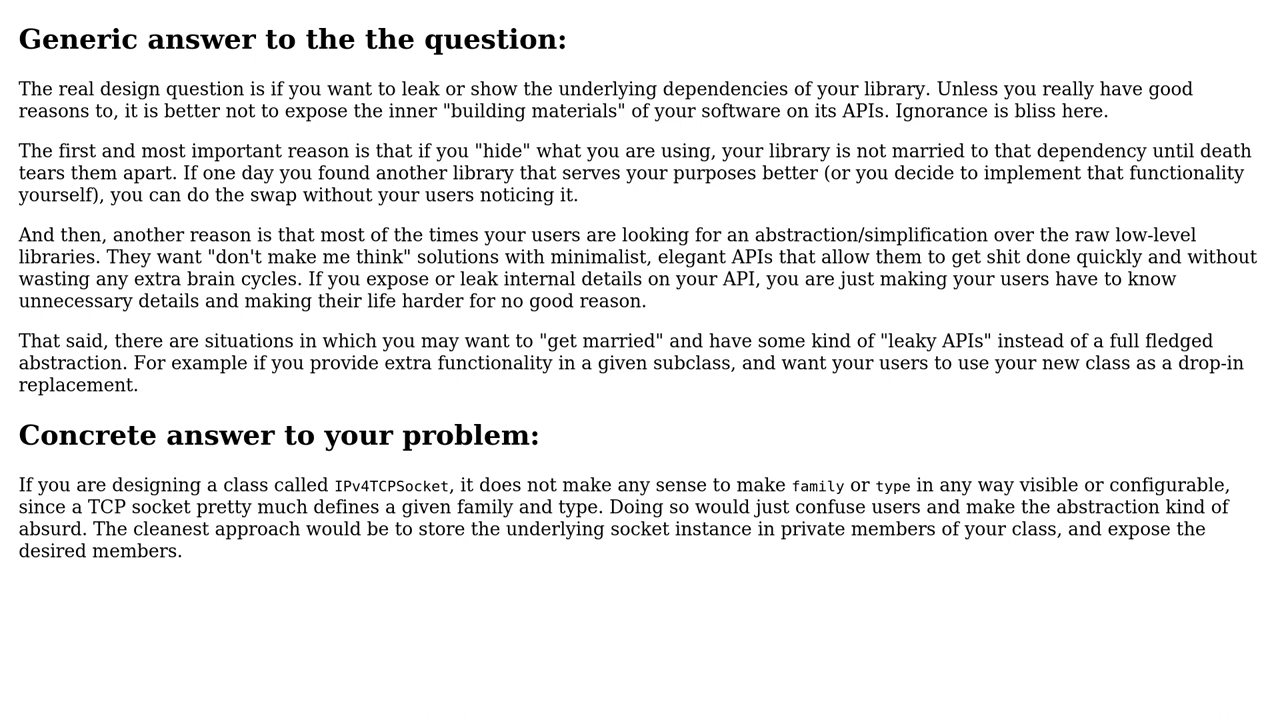 Generic answer to the the question:
The real design question is if you want to leak or show the underlying dependencies of your library. Unless you really have good
reasons to, it is better not to expose the inner "building materials" of your software on its APIs. Ignorance is bliss here.
The first and most important reason is that if you "hide" what you are using, your library is not married to that dependency until death
tears them apart. If one day you found another library that serves your purposes better (or you decide to implement that functionality
yourself), you can do the swap without your users noticing it.
And then, another reason is that most of the times your users are looking for an abstraction/simplification over the raw low-level
libraries. They want "don't make me think" solutions with minimalist, elegant APIs that allow them to get shit done quickly and without
wasting any extra brain cycles. If you expose or leak internal details on your API, you are just making your users have to know
unnecessary details and making their life harder for no good reason.
That said, there are situations in which you may want to "get married" and have some kind of "leaky APIs" instead of a full fledged
abstraction. For example if you provide extra functionality in a given subclass, and want your users to use your new class as a drop-in
replacement.
Concrete answer to your problem:
If you are designing a class called IPv4TCPSocket, it does not make any sense to make family or type in any way visible or configurable,
since a TCP socket pretty much defines a given family and type. Doing so would just confuse users and make the abstraction kind of
absurd. The cleanest approach would be to store the underlying socket instance in private members of your class, and expose the
desired members.